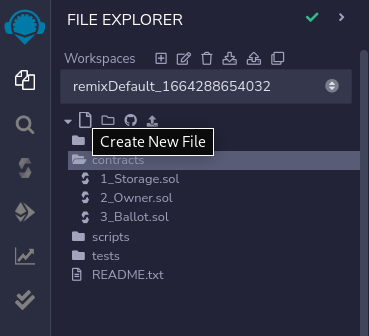 FILE EXPLORER
Workspaces
remixDefault_1664288654032
Create New File
contracts
1_Storage.sol
2_Owner.sol
3_Ballot.sol
scripts
tests
README.txt